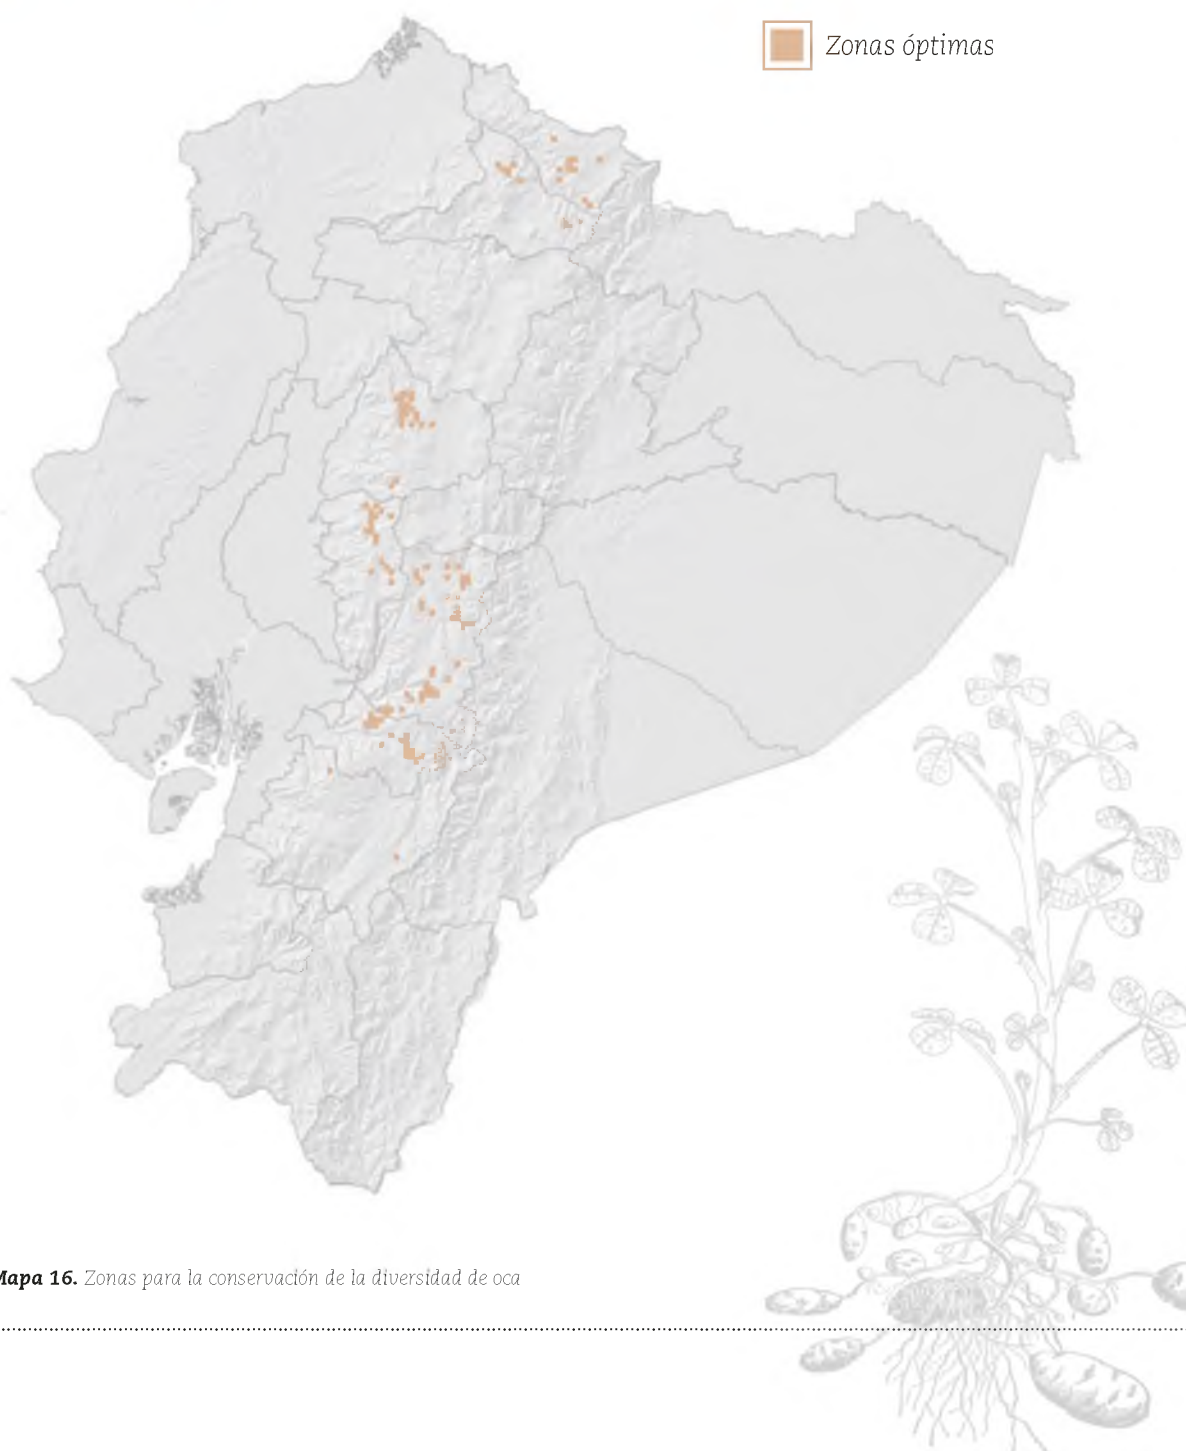 Zonas óptimas
Mapa 16. Zonas para la conservación de la diversidad de oca